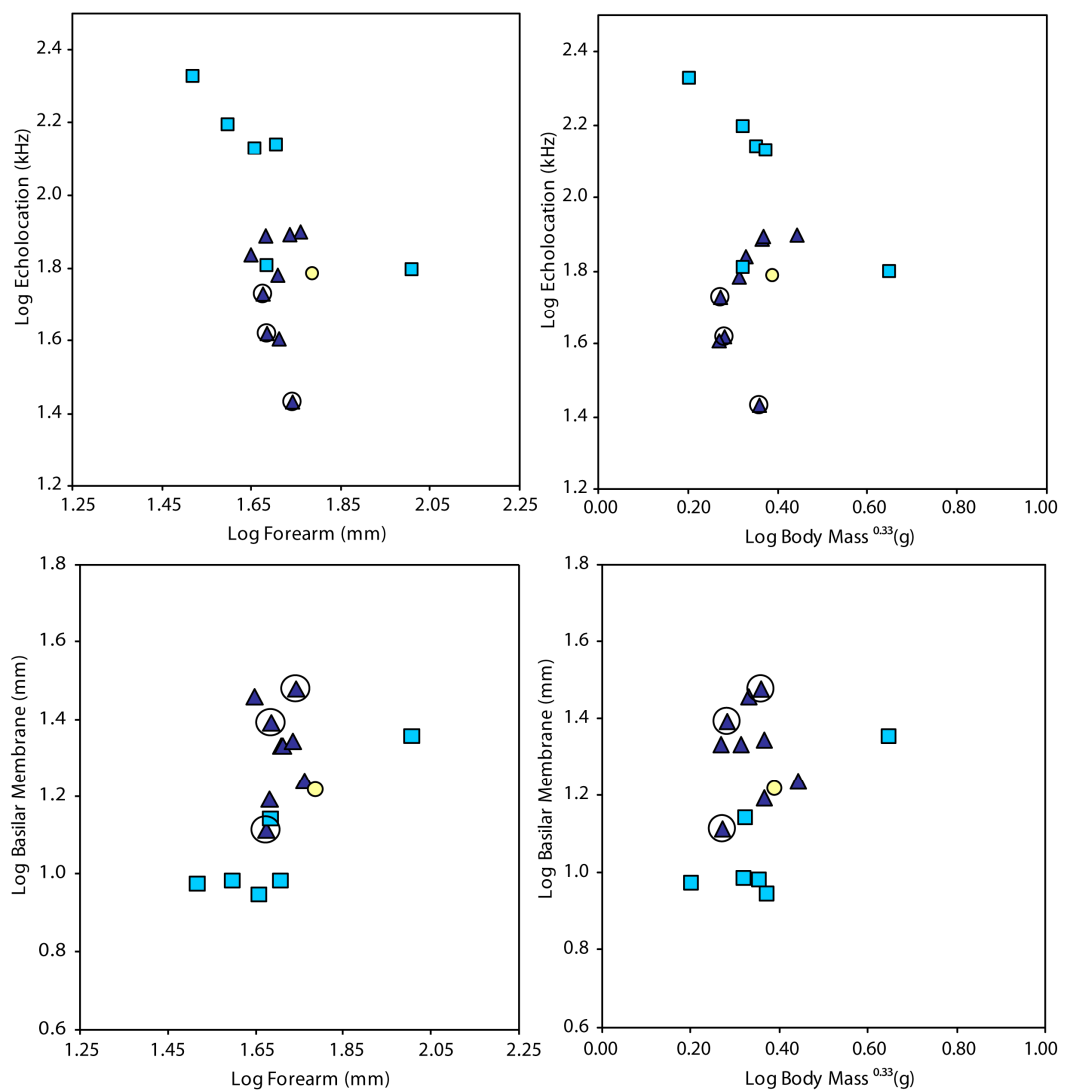 2.4
2.2
2.0
1.8
1.6
1.4
1.2
Log Echolocation (kHz)
1.25 1.45 1.65 1.85 2.05 2.25
Log Forearm (mm)
2.4
2.2
2.0
1.8
1.6
1.4
1.2
Log Echolocation (kHz)
0.00 0.20 0.40 0.60 0.80 1.00
Log Body Mass 0.33(g)
1.8
1.6
1.4
1.2
1.0
0.8
0.6
Log Basilar Membrane (mm)
1.25 1.45 1.65 1.85 2.05 2.25
Log Forearm (mm)
1.8
1.6
1.4
1.2
1.0
0.8
0.6
Log Basilar Membrane (mm)
0.00 0.20 0.40 0.60 0.80 1.00
Log Body Mass 0.33(g)